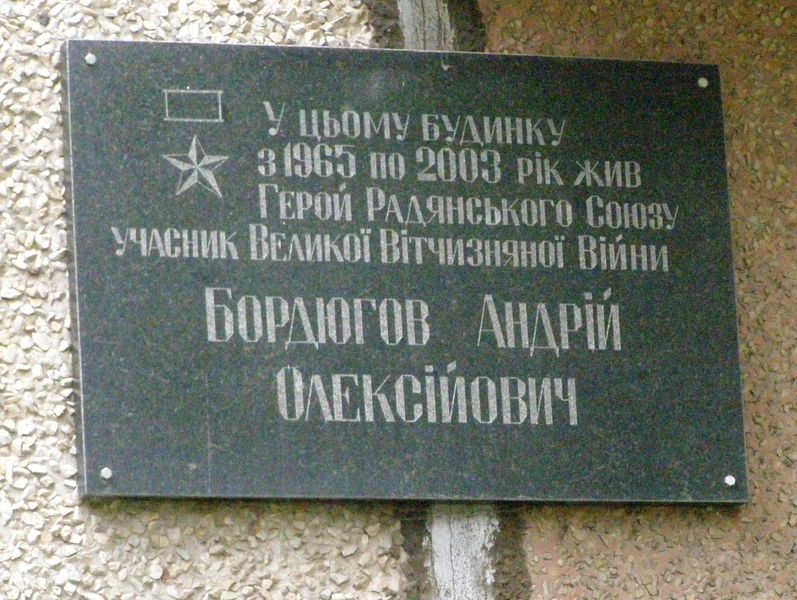 У цьому будинку
з 1965 по 2003 рік жив
Герой Радянського Союзу
учасник Великої Вітчизняної Війни
Бордюгов Андрій
Олексійович